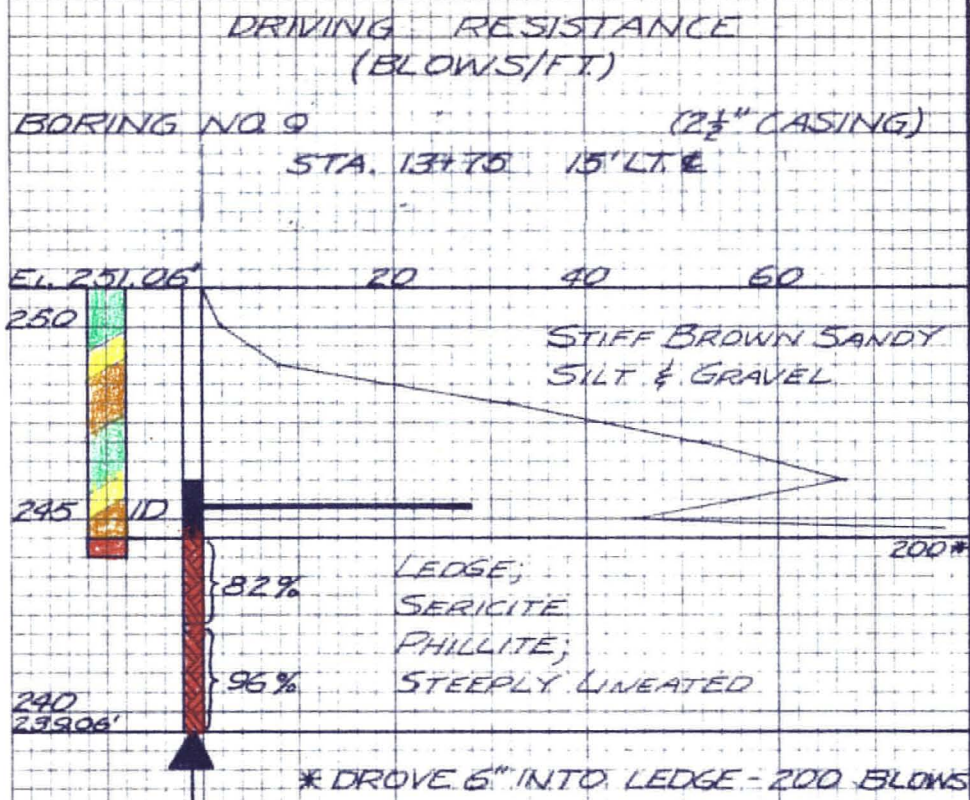 DRIVING RESISTANCE
(BLOWS/FT.)
BORING NO. 9 (2½" CASING)
STA. 13+75 15' LT. ℄
EL. 251.06' 20 40 60
250
STIFF BROWN SANDY
SILT & GRAVEL
245 1D
200*
82%
LEDGE;
SERICITE
PHILLITE;
96%
STEEPLY LINEATED
240
239.06'
* DROVE 6" INTO LEDGE - 200 BLOWS